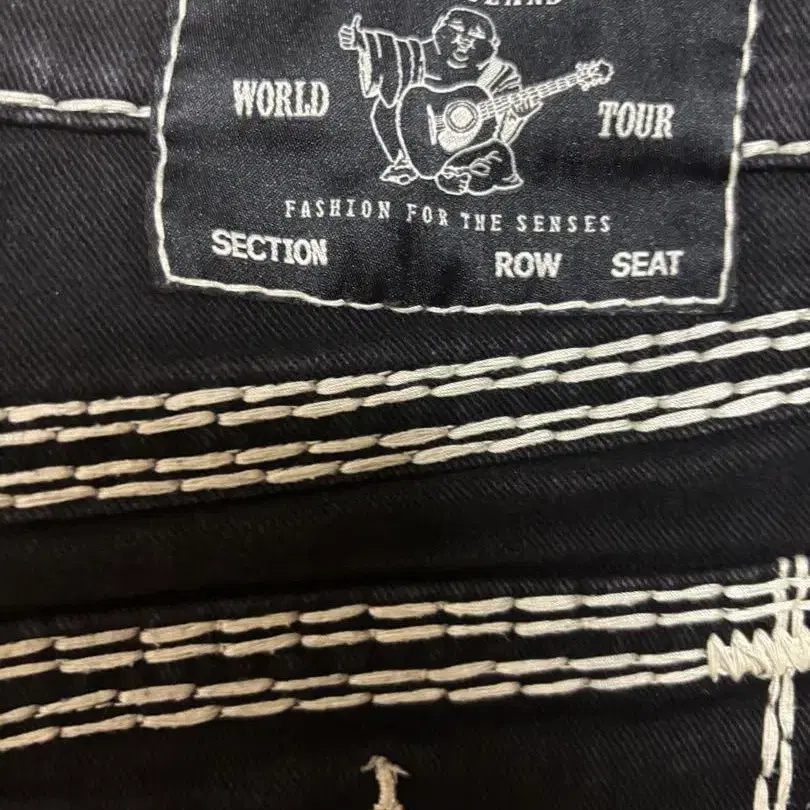 WORLD TOUR
FASHION FOR THE SENSES
SECTION ROW SEAT